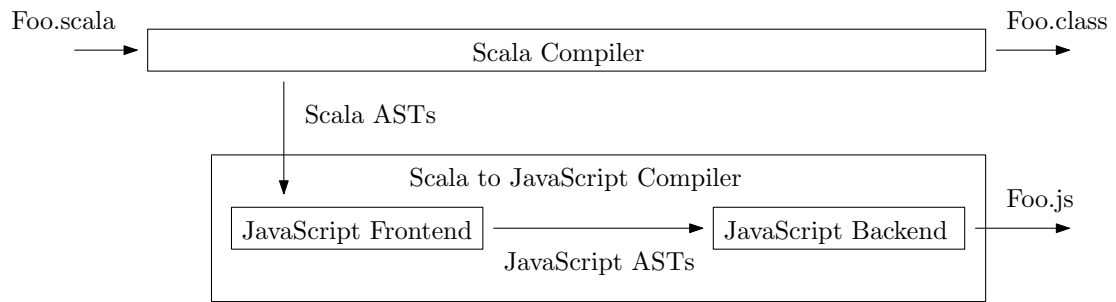 Foo.scala
Foo.class
Scala Compiler
Scala ASTs
Scala to JavaScript Compiler
Foo.js
JavaScript Frontend
JavaScript Backend
JavaScript ASTs